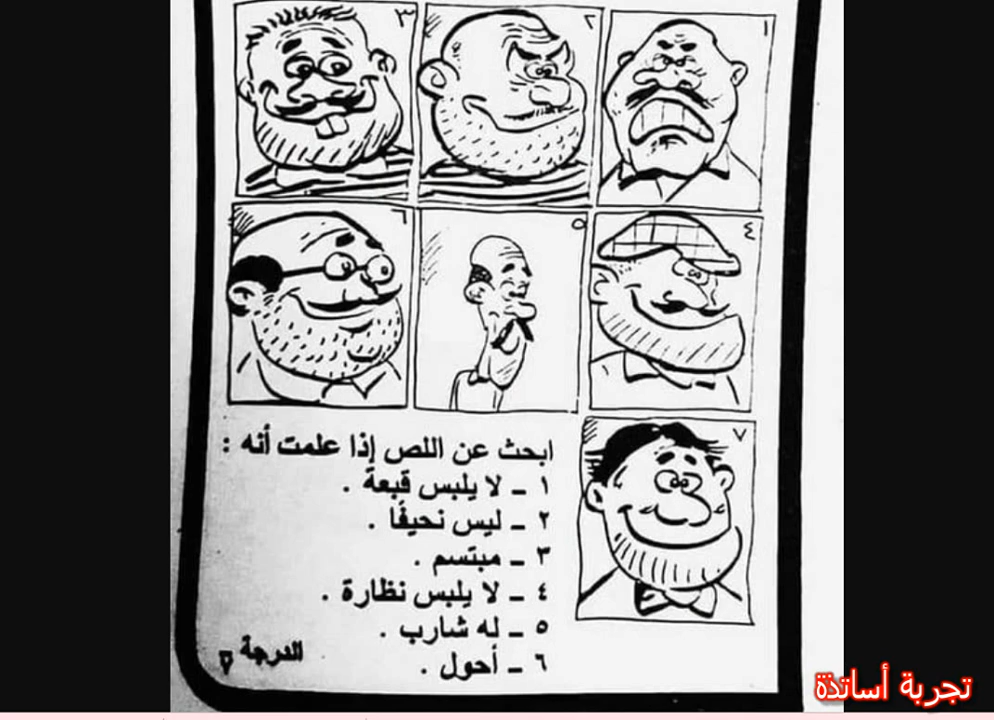 ٣
٢
١
٦
٥
٤
٧
ابحث عن اللص إذا علمت أنه :
١ - لا يلبس قبعة .
٢ - ليس نحيفًا .
٣ - مبتسم .
٤ - لا يلبس نظارة .
٥ - له شارب .
٦ - أحول .
الدرجة
تجربة أساتذة